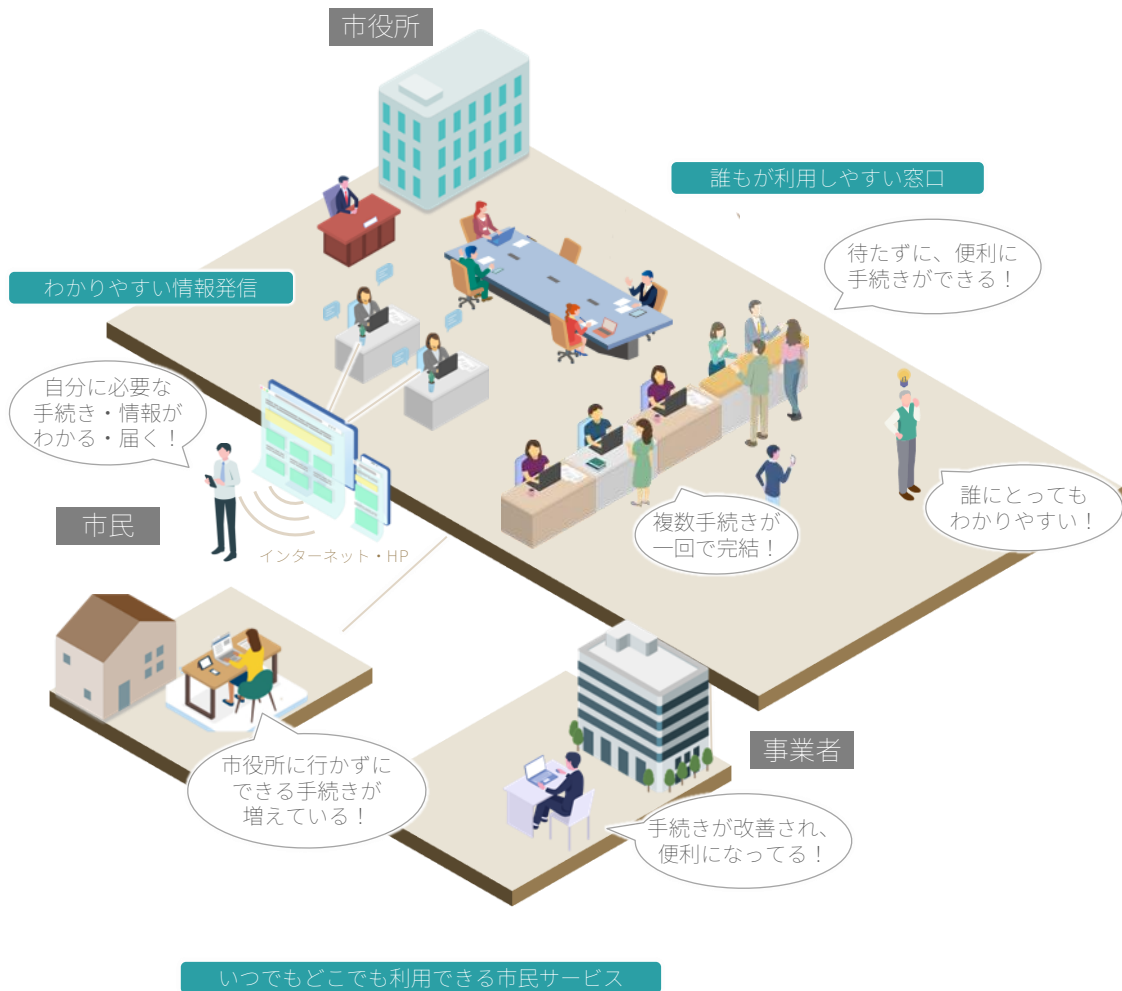 市役所
誰もが利用しやすい窓口
待たずに、便利に
手続きができる！
わかりやすい情報発信
自分に必要な
手続き・情報が
わかる・届く！
市民
インターネット・HP
複数手続きが
一回で完結！
誰にとっても
わかりやすい！
市役所に行かずに
できる手続きが
増えている！
事業者
手続きが改善され、
便利になってる！
いつでもどこでも利用できる市民サービス